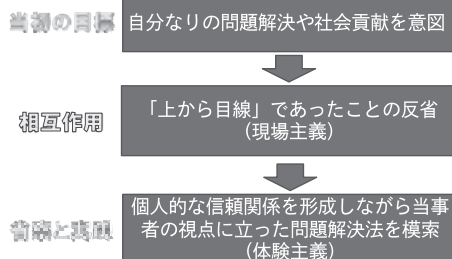 当初の目標
自分なりの問題解決や社会貢献を意図
相互作用
「上から目線」であったことの反省
（現場主義）
個人的な信頼関係を形成しながら当事
者の視点に立った問題解決法を模索
（体験主義）